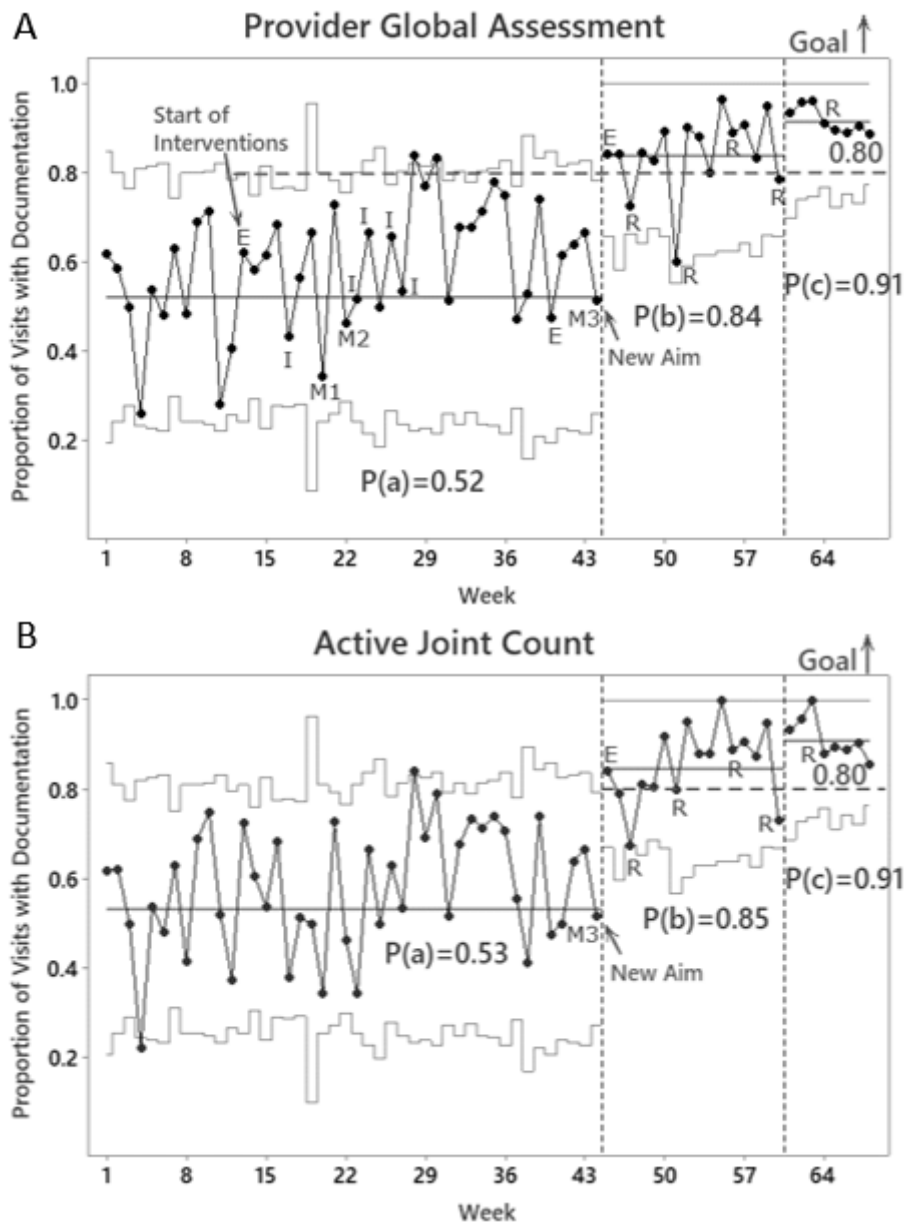 A
Provider Global Assessment
Goal ↑
Proportion of Visits with Documentation
1.0
0.8
0.6
0.4
0.2
Start of
Interventions
E
I
M1
M2
I
I
I
I
E
M3
New Aim
P(a)=0.52
E
R
R
R
R
P(b)=0.84
R
0.80
P(c)=0.91
1 8 15 22 29 36 43 50 57 64
Week
B
Active Joint Count
Goal ↑
Proportion of Visits with Documentation
1.0
0.8
0.6
0.4
0.2
M3
New Aim
P(a)=0.53
E
R
R
R
R
P(b)=0.85
R
0.80
P(c)=0.91
1 8 15 22 29 36 43 50 57 64
Week